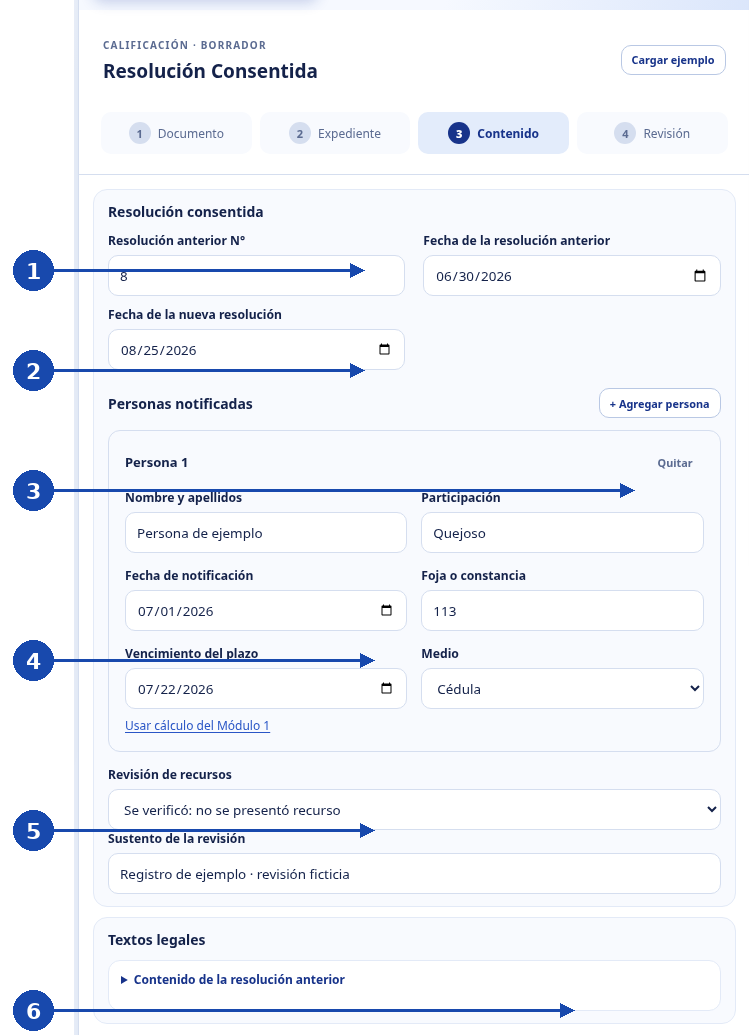 CALIFICACIÓN · BORRADOR
Resolución Consentida
Cargar ejemplo
1 Documento
2 Expediente
3 Contenido
4 Revisión
Resolución consentida
Resolución anterior N°
Fecha de la resolución anterior
1
8
06/30/2026
Fecha de la nueva resolución
08/25/2026
2
Personas notificadas
+ Agregar persona
Persona 1
Quitar
3
Nombre y apellidos
Participación
Persona de ejemplo
Quejoso
Fecha de notificación
Foja o constancia
07/01/2026
113
4
Vencimiento del plazo
Medio
07/22/2026
Cédula
Usar cálculo del Módulo 1
Revisión de recursos
Se verificó: no se presentó recurso
5
Sustento de la revisión
Registro de ejemplo · revisión ficticia
Textos legales
Contenido de la resolución anterior
6